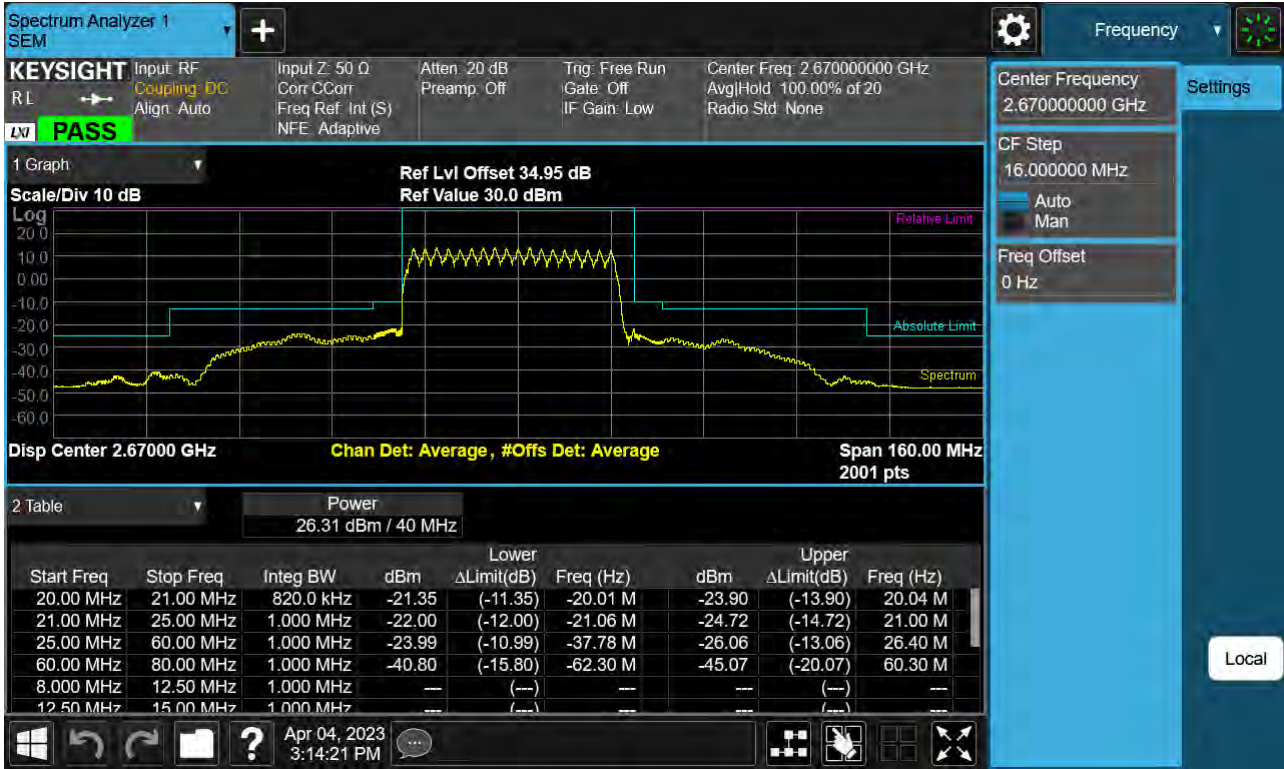 Spectrum Analyzer 1
SEM
Frequency
KEYSIGHT
R L
LXI
PASS
Input: RF
Coupling: DC
Align: Auto
Input Z: 50 Ω
Corr CCorr
Freq Ref: Int (S)
NFE: Adaptive
Atten: 20 dB
Preamp: Off
Trig: Free Run
Gate: Off
IF Gain: Low
Center Freq: 2.670000000 GHz
Avg|Hold: 100.00% of 20
Radio Std: None
Center Frequency
2.670000000 GHz
Settings
CF Step
16.000000 MHz
Auto
Man
Freq Offset
0 Hz
Local
1 Graph
Scale/Div 10 dB
Ref Lvl Offset 34.95 dB
Ref Value 30.0 dBm
Log
20.0
10.0
0.00
-10.0
-20.0
-30.0
-40.0
-50.0
-60.0
Relative Limit
Absolute Limit
Spectrum
Disp Center 2.67000 GHz
Chan Det: Average, #Offs Det: Average
Span 160.00 MHz
2001 pts
2 Table
Power
26.31 dBm / 40 MHz
Lower Upper
Start Freq Stop Freq Integ BW dBm ΔLimit(dB) Freq (Hz) dBm ΔLimit(dB) Freq (Hz)
20.00 MHz 21.00 MHz 820.0 kHz -21.35 (-11.35) -20.01 M -23.90 (-13.90) 20.04 M
21.00 MHz 25.00 MHz 1.000 MHz -22.00 (-12.00) -21.06 M -24.72 (-14.72) 21.00 M
25.00 MHz 60.00 MHz 1.000 MHz -23.99 (-10.99) -37.78 M -26.06 (-13.06) 26.40 M
60.00 MHz 80.00 MHz 1.000 MHz -40.80 (-15.80) -62.30 M -45.07 (-20.07) 60.30 M
8.000 MHz 12.50 MHz 1.000 MHz --- (---) --- --- (---) ---
12.50 MHz 15.00 MHz 1.000 MHz --- (---) --- --- (---) ---
Apr 04, 2023
3:14:21 PM